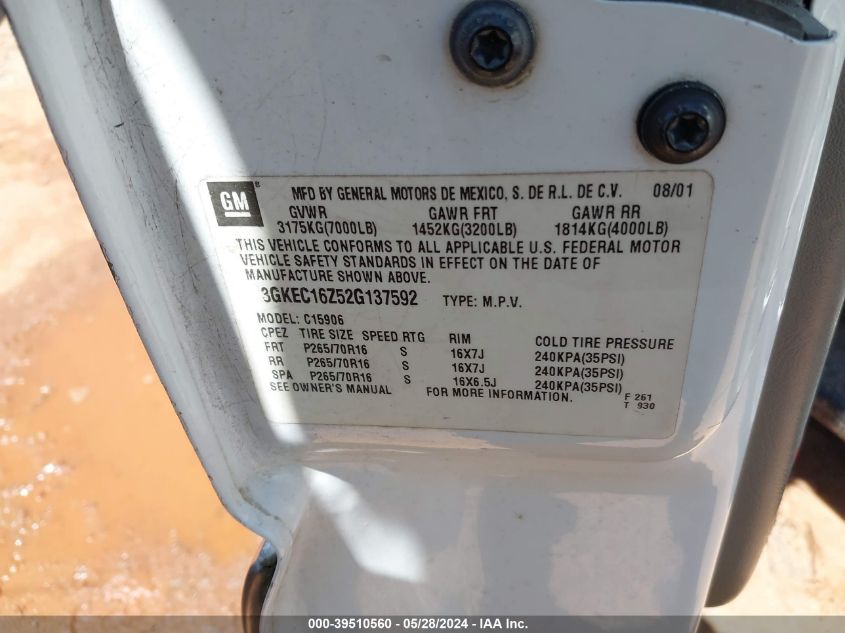 GM ® MFD BY GENERAL MOTORS DE MEXICO, S. DE R.L. DE C.V. 08/01
GVWR GAWR FRT GAWR RR
3175KG(7000LB) 1452KG(3200LB) 1814KG(4000LB)
THIS VEHICLE CONFORMS TO ALL APPLICABLE U.S. FEDERAL MOTOR
VEHICLE SAFETY STANDARDS IN EFFECT ON THE DATE OF
MANUFACTURE SHOWN ABOVE.
3GKEC16Z52G137592 TYPE: M.P.V.
MODEL: C15906
CPEZ TIRE SIZE SPEED RTG RIM COLD TIRE PRESSURE
FRT P265/70R16 S 16X7J 240KPA(35PSI)
RR P265/70R16 S 16X7J 240KPA(35PSI)
SPA P265/70R16 S 16X6.5J 240KPA(35PSI)
SEE OWNER'S MANUAL FOR MORE INFORMATION. F 261
T 930
000-39510560 - 05/28/2024 - IAA Inc.